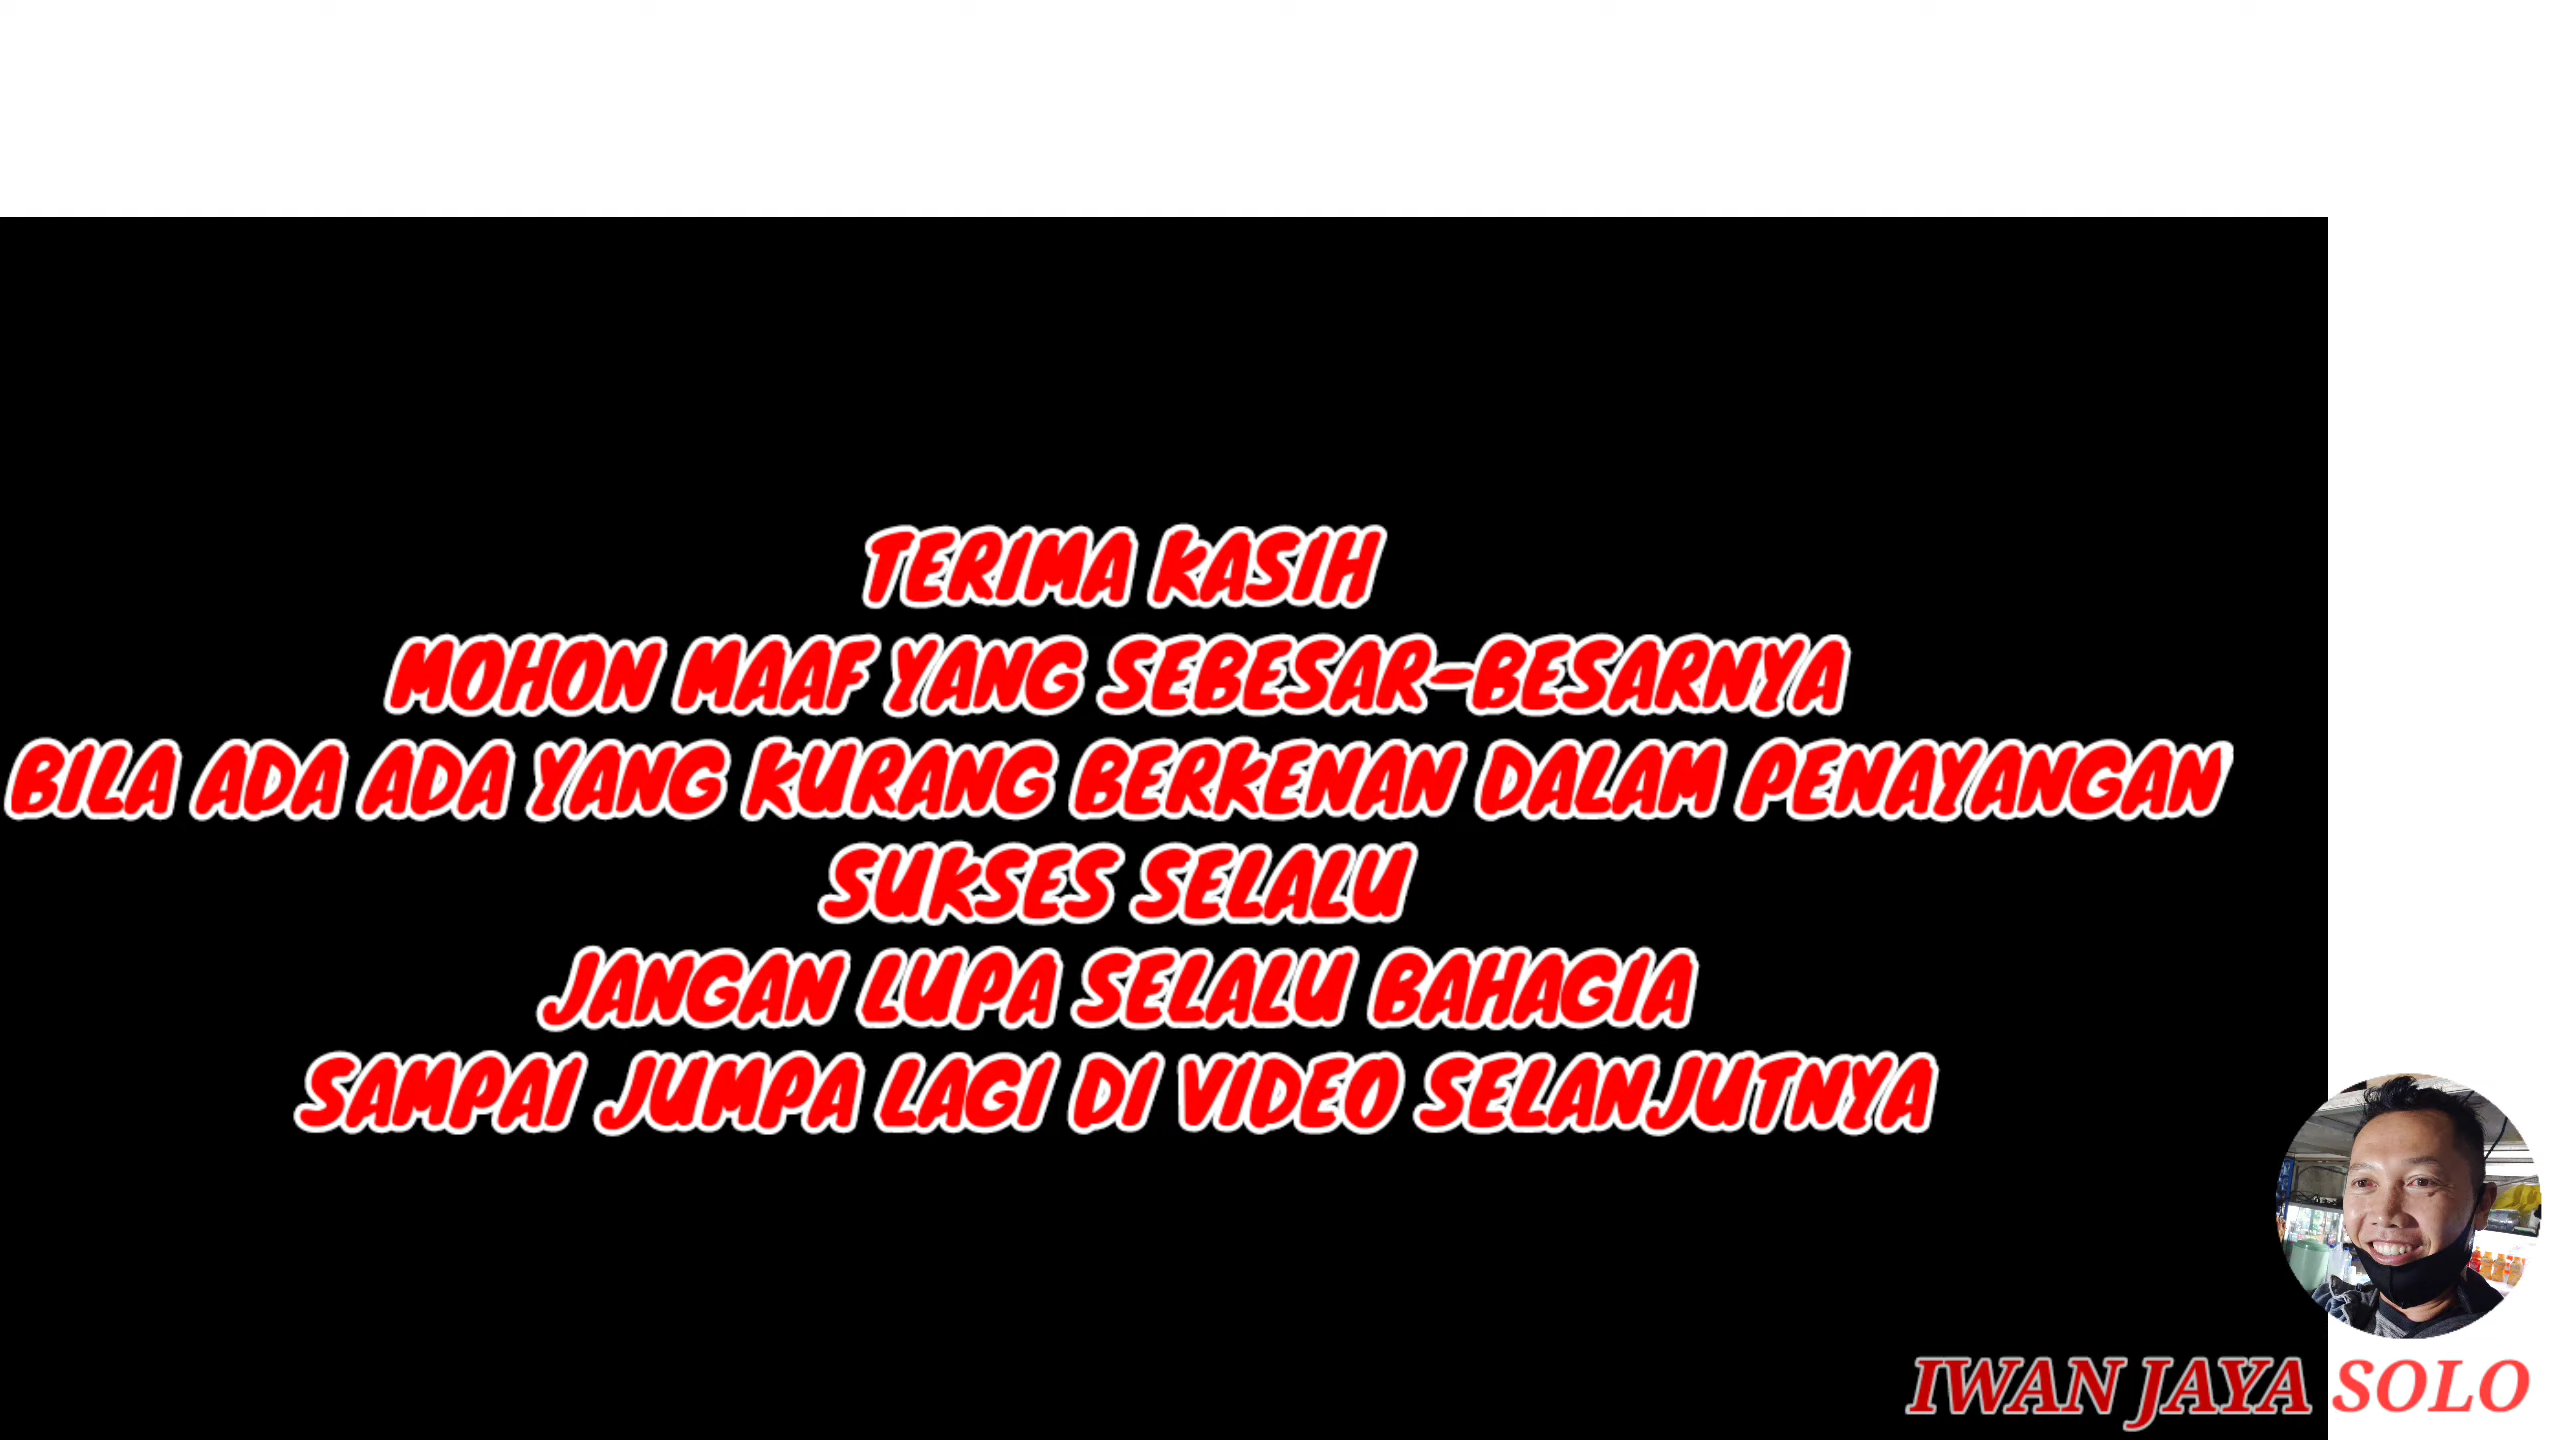 TERIMA KASIH
MOHON MAAF YANG SEBESAR-BESARNYA
BILA ADA ADA YANG KURANG BERKENAN DALAM PENAYANGAN
SUKSES SELALU
JANGAN LUPA SELALU BAHAGIA
SAMPAI JUMPA LAGI DI VIDEO SELANJUTNYA
IWAN JAYA SOLO